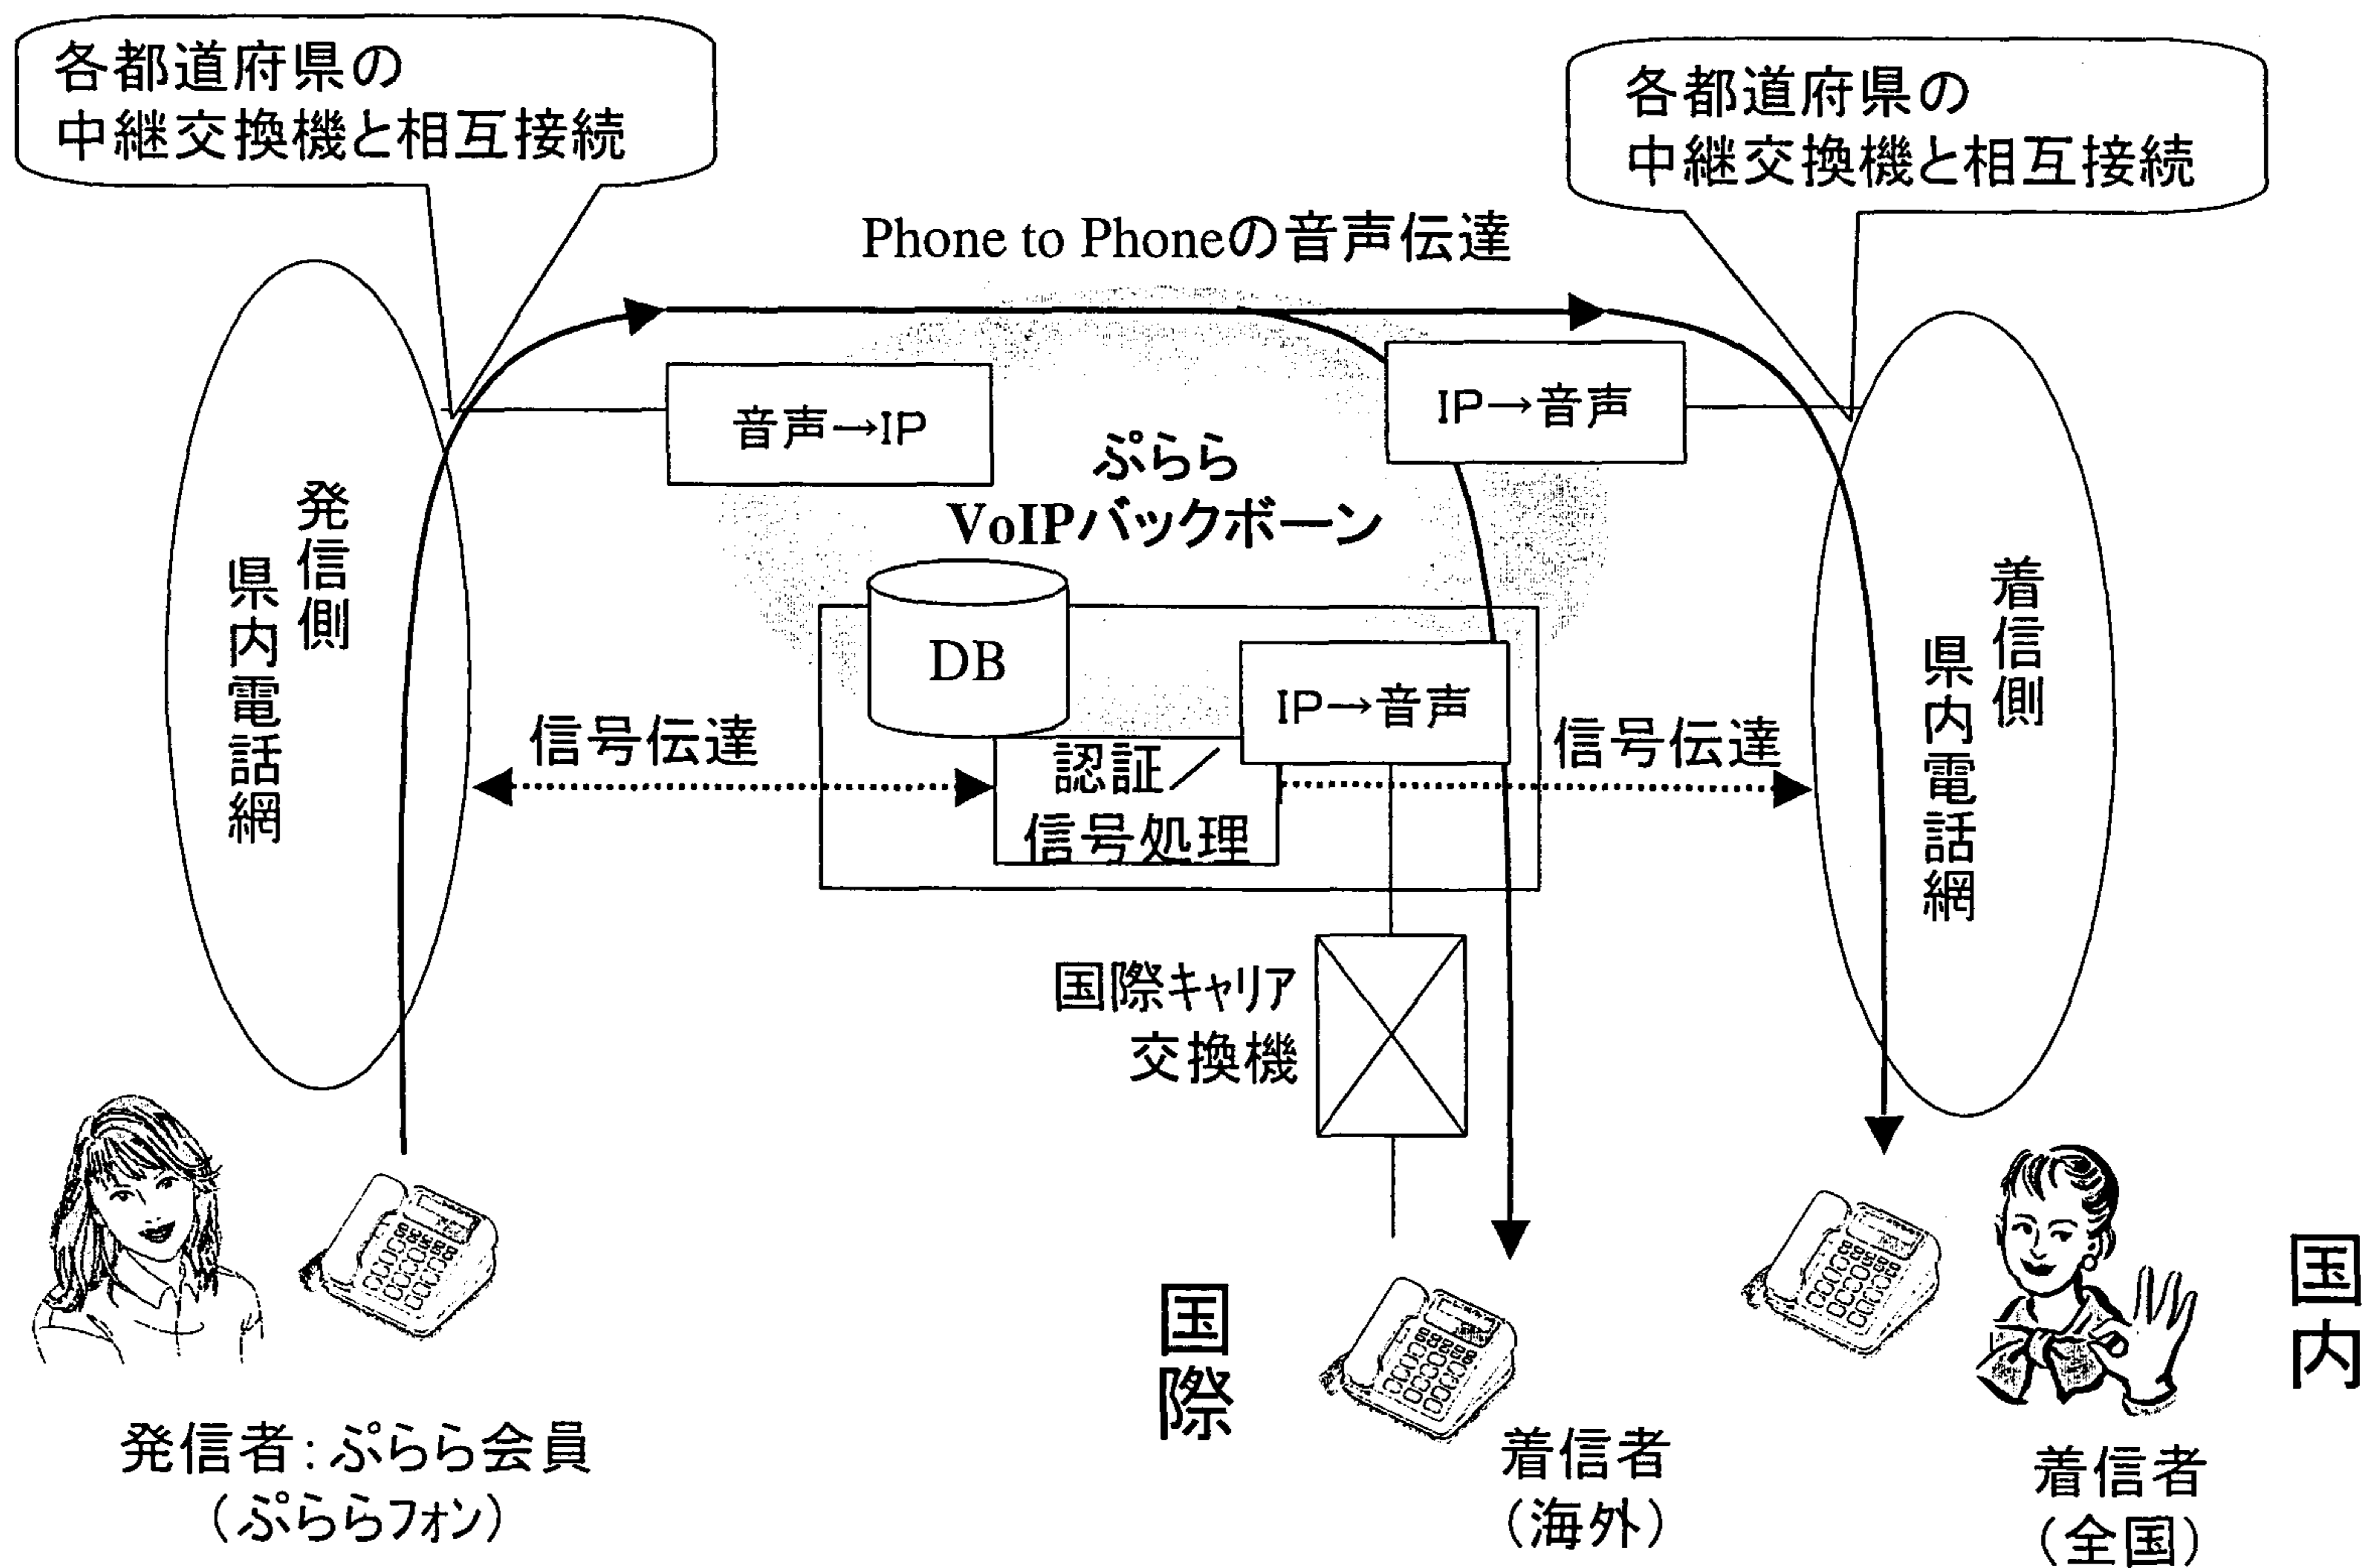 各都道府県の
中継交換機と相互接続
各都道府県の
中継交換機と相互接続
Phone to Phoneの音声伝達
音声→IP
IP→音声
ぷらら
VoIPバックボーン
発信側
県内電話網
着信側
県内電話網
DB
IP→音声
信号伝達
信号伝達
認証／
信号処理
国際キャリア
交換機
国際
国内
発信者：ぷらら会員
（ぷららフォン）
着信者
（海外）
着信者
（全国）